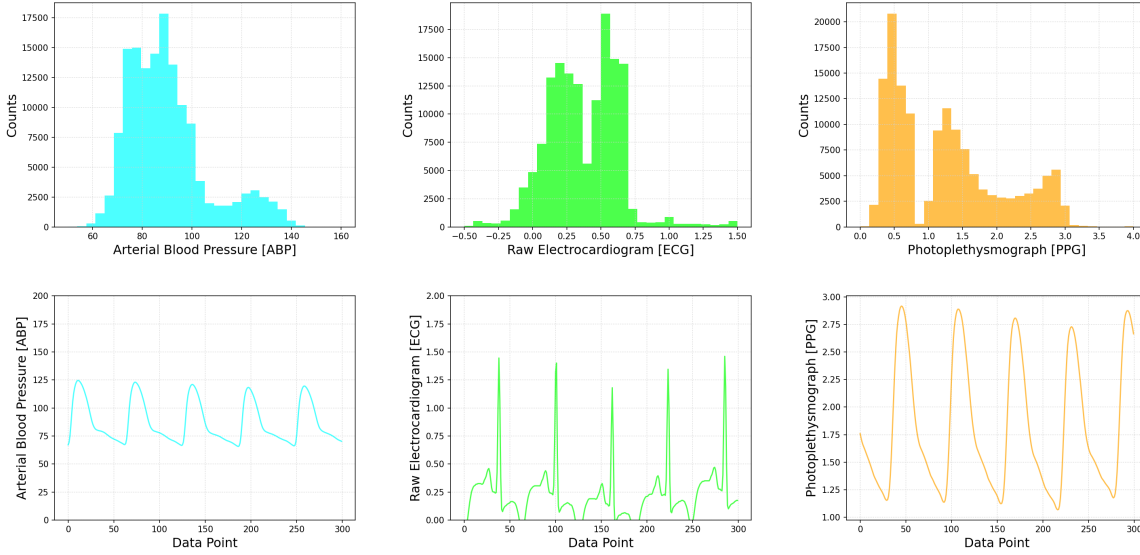 17500
15000
12500
10000
7500
5000
2500
0
Counts
60 80 100 120 140 160
Arterial Blood Pressure [ABP]
17500
15000
12500
10000
7500
5000
2500
0
Counts
−0.50 −0.25 0.00 0.25 0.50 0.75 1.00 1.25 1.50
Raw Electrocardiogram [ECG]
20000
17500
15000
12500
10000
7500
5000
2500
0
Counts
0.0 0.5 1.0 1.5 2.0 2.5 3.0 3.5 4.0
Photoplethysmograph [PPG]
200
175
150
125
100
75
50
25
0
Arterial Blood Pressure [ABP]
0 50 100 150 200 250 300
Data Point
2.00
1.75
1.50
1.25
1.00
0.75
0.50
0.25
0.00
Raw Electrocardiogram [ECG]
0 50 100 150 200 250 300
Data Point
3.00
2.75
2.50
2.25
2.00
1.75
1.50
1.25
1.00
Photoplethysmograph [PPG]
0 50 100 150 200 250 300
Data Point